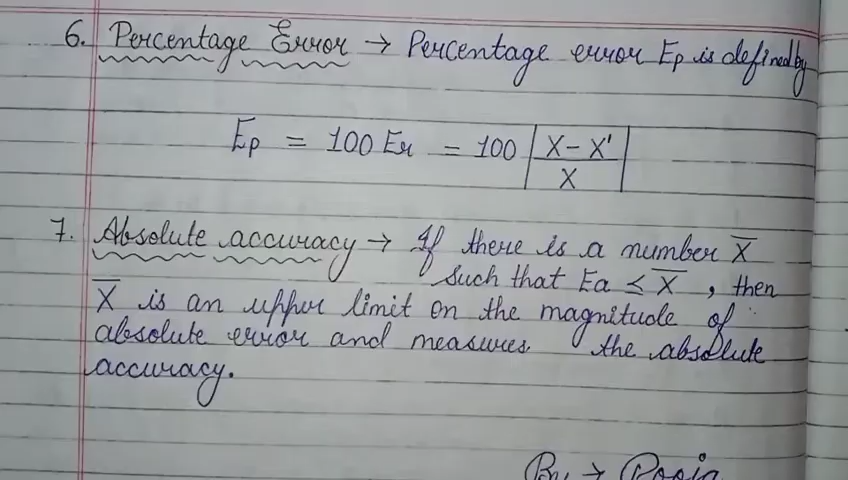 6. Percentage Error → Percentage error Ep is defined by
Ep = 100 Er = 100 |X - X' / X|
7. Absolute accuracy → If there is a number X̅
such that Ea ≤ X̅ , then
X̅ is an upper limit on the magnitude of
absolute error and measures the absolute
accuracy.
By → Pooja